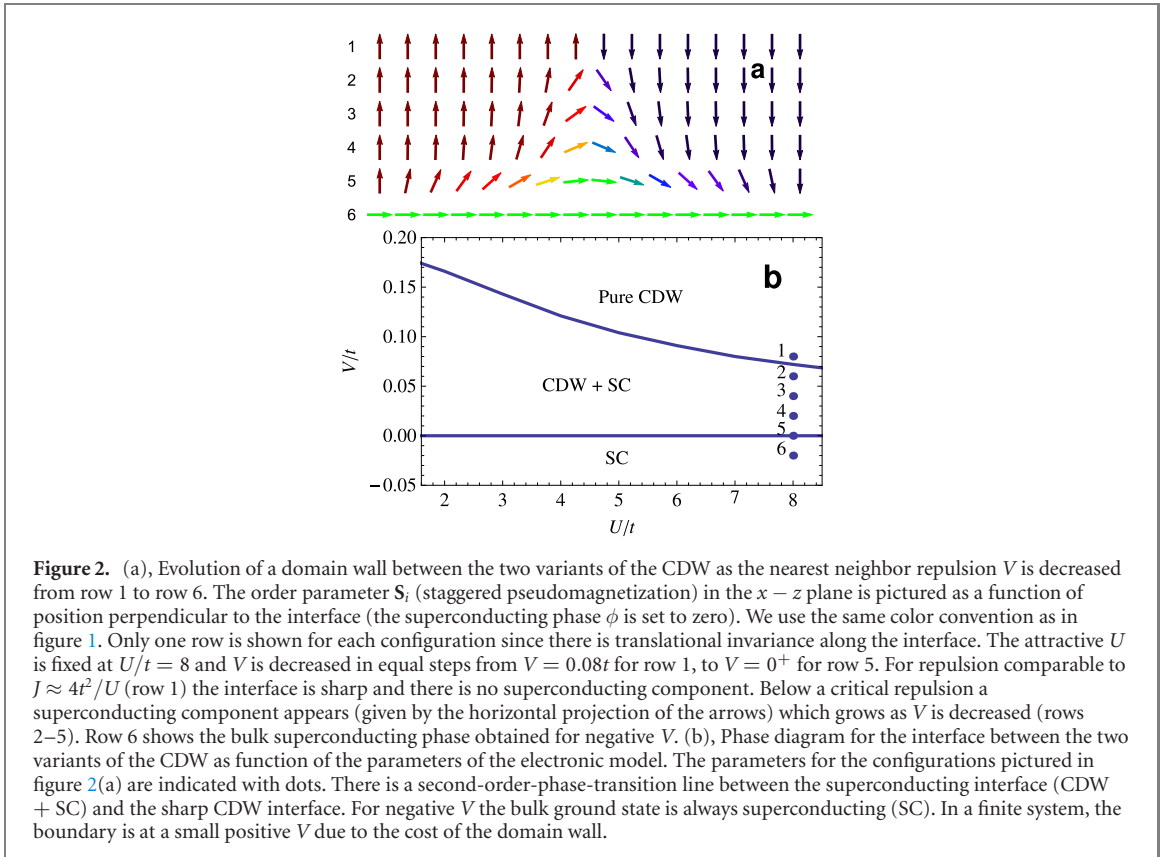 1
a
2
3
4
5
6
0.20
b
Pure CDW
0.15
0.10
1
V/t
2
CDW + SC
0.05
3
4
5
0.00
6
SC
−0.05
2 3 4 5 6 7 8
U/t
Figure 2. (a), Evolution of a domain wall between the two variants of the CDW as the nearest neighbor repulsion V is decreased
from row 1 to row 6. The order parameter Sᵢ (staggered pseudomagnetization) in the x − z plane is pictured as a function of
position perpendicular to the interface (the superconducting phase ϕ is set to zero). We use the same color convention as in
figure 1. Only one row is shown for each configuration since there is translational invariance along the interface. The attractive U
is fixed at U/t = 8 and V is decreased in equal steps from V = 0.08t for row 1, to V = 0⁺ for row 5. For repulsion comparable to
J ≈ 4t²/U (row 1) the interface is sharp and there is no superconducting component. Below a critical repulsion a
superconducting component appears (given by the horizontal projection of the arrows) which grows as V is decreased (rows
2–5). Row 6 shows the bulk superconducting phase obtained for negative V. (b), Phase diagram for the interface between the two
variants of the CDW as function of the parameters of the electronic model. The parameters for the configurations pictured in
figure 2(a) are indicated with dots. There is a second-order-phase-transition line between the superconducting interface (CDW
+ SC) and the sharp CDW interface. For negative V the bulk ground state is always superconducting (SC). In a finite system, the
boundary is at a small positive V due to the cost of the domain wall.